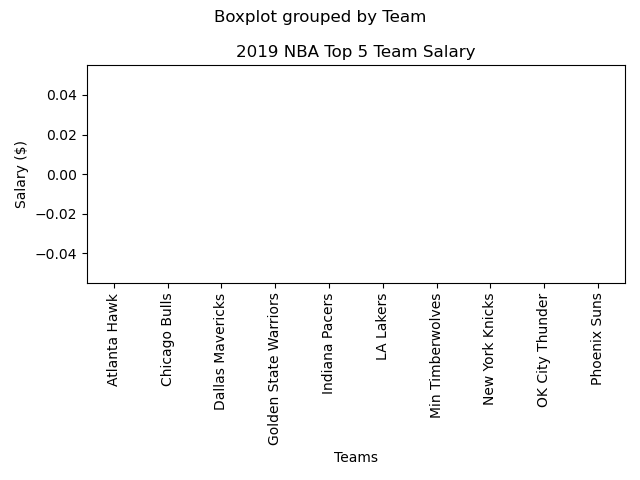 Boxplot grouped by Team
2019 NBA Top 5 Team Salary
Salary ($)
0.04
0.02
0.00
−0.02
−0.04
Atlanta Hawk
Chicago Bulls
Dallas Mavericks
Golden State Warriors
Indiana Pacers
LA Lakers
Min Timberwolves
New York Knicks
OK City Thunder
Phoenix Suns
Teams